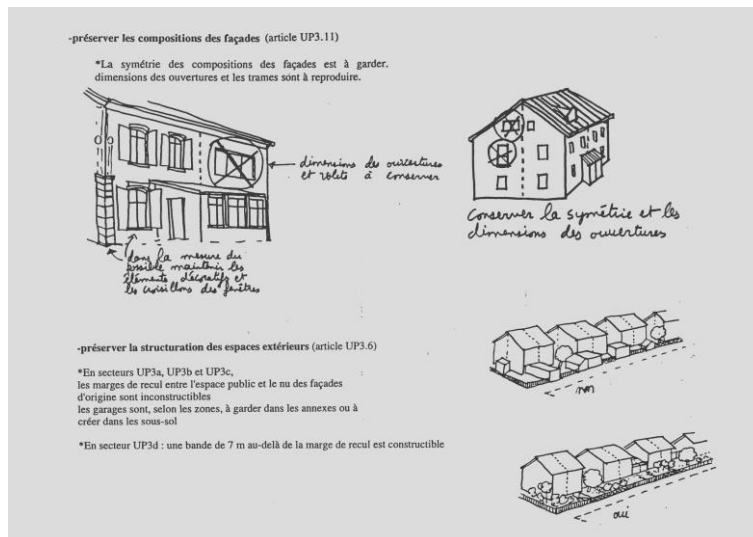 -préserver les compositions des façades (article UP3.11)
*La symétrie des compositions des façades est à garder.
dimensions des ouvertures et les trames sont à reproduire.
dimensions des ouvertures
et volets à conserver
dans la mesure du
possible maintenir les
éléments décoratifs et
les croisillons des fenêtres
Conserver la symétrie et les
dimensions des ouvertures
-préserver la structuration des espaces extérieurs (article UP3.6)
*En secteurs UP3a, UP3b et UP3c,
les marges de recul entre l'espace public et le nu des façades
d'origine sont inconstructibles
les garages sont, selon les zones, à garder dans les annexes ou à
créer dans les sous-sol
*En secteur UP3d : une bande de 7 m au-delà de la marge de recul est constructible
non
oui